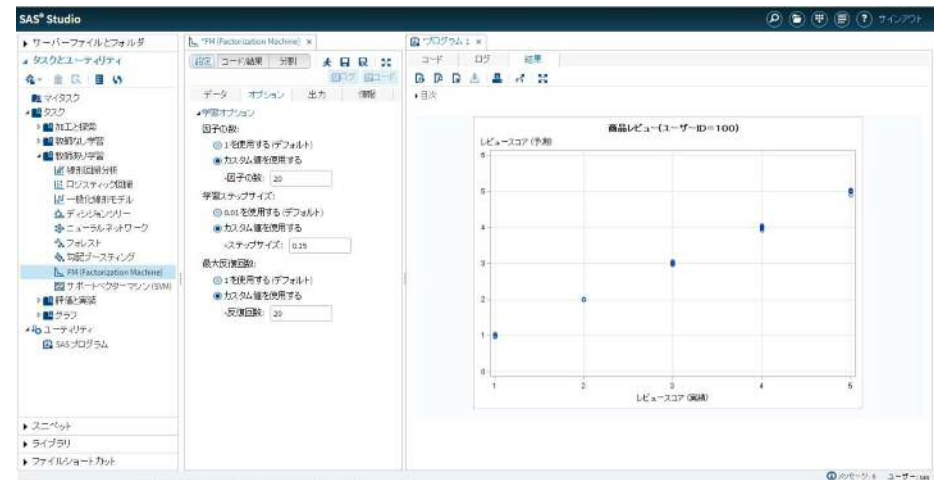 SAS® Studio
サインアウト
サーバーファイルとフォルダ
タスクとユーティリティ
マイタスク
タスク
加工と探索
教師なし学習
教師あり学習
線形回帰分析
ロジスティック回帰
一般化線形モデル
ディシジョンツリー
ニューラルネットワーク
フォレスト
勾配ブースティング
FM (Factorization Machine)
サポートベクターマシン(SVM)
評価と実装
グラフ
ユーティリティ
SAS プログラム
スニペット
ライブラリ
ファイルショートカット
*FM (Factorization Machine) ×
設定 コード/結果 分割
ログ コード
データ オプション 出力 情報
学習オプション
因子の数:
1を使用する (デフォルト)
カスタム値を使用する
*因子の数: 20
学習ステップサイズ:
0.01 を使用する (デフォルト)
カスタム値を使用する
*ステップサイズ: 0.15
最大反復回数:
1 を使用する (デフォルト)
カスタム値を使用する
*反復回数: 20
*プログラム 1 ×
コード ログ 結果
目次
商品レビュー(ユーザーID=100)
レビュースコア (予測)
6
5
4
3
2
1
0
1 2 3 4 5
レビュースコア (実績)
メッセージ: 6 ユーザー: sas